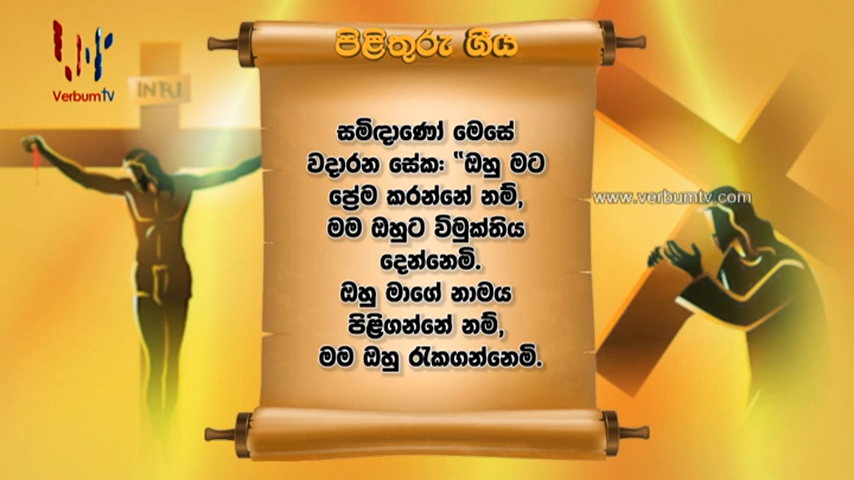 පිළිතුරු ගීය
VerbumTV
INRI
සමිඳාණෝ මෙසේ
වදාරන සේක: "ඔහු මට
ප්‍රේම කරන්නේ නම්,
මම ඔහුට විමුක්තිය
දෙන්නෙමි.
ඔහු මාගේ නාමය
පිළිගන්නේ නම්,
මම ඔහු රැකගන්නෙමි.
www.verbumtv.com